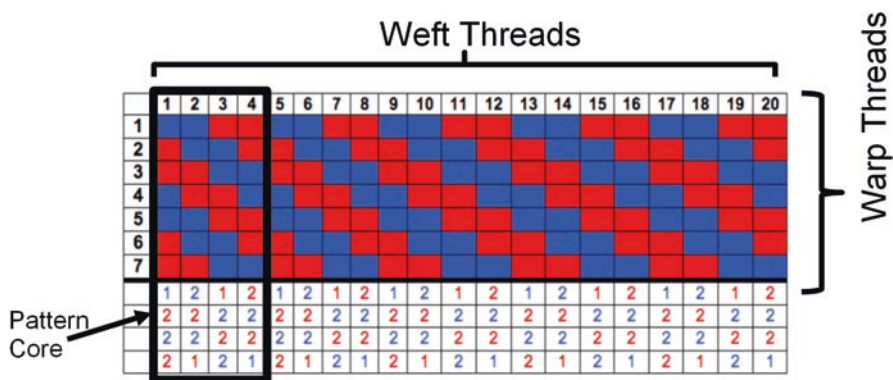 Weft Threads
Warp Threads
1 2 3 4 5 6 7 8 9 10 11 12 13 14 15 16 17 18 19 20
1
2
3
4
5
6
7
1 2 1 2 1 2 1 2 1 2 1 2 1 2 1 2 1 2 1 2
2 2 2 2 2 2 2 2 2 2 2 2 2 2 2 2 2 2 2 2
2 2 2 2 2 2 2 2 2 2 2 2 2 2 2 2 2 2 2 2
2 1 2 1 2 1 2 1 2 1 2 1 2 1 2 1 2 1 2 1
Pattern
Core